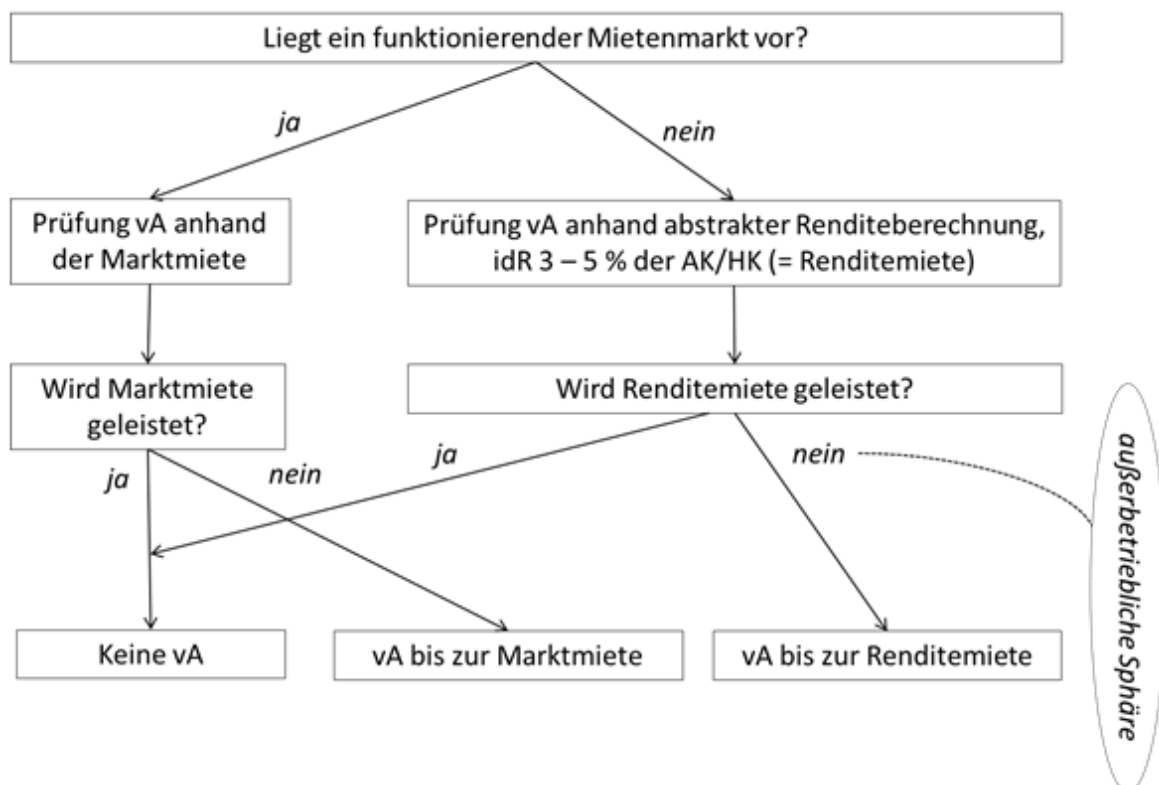 Liegt ein funktionierender Mietenmarkt vor?
ja
nein
Prüfung vA anhand
der Marktmiete
Prüfung vA anhand abstrakter Renditeberechnung,
idR 3 – 5 % der AK/HK (= Renditemiete)
Wird Marktmiete
geleistet?
Wird Renditemiete geleistet?
ja
nein
ja
nein
außerbetriebliche Sphäre
Keine vA
vA bis zur Marktmiete
vA bis zur Renditemiete